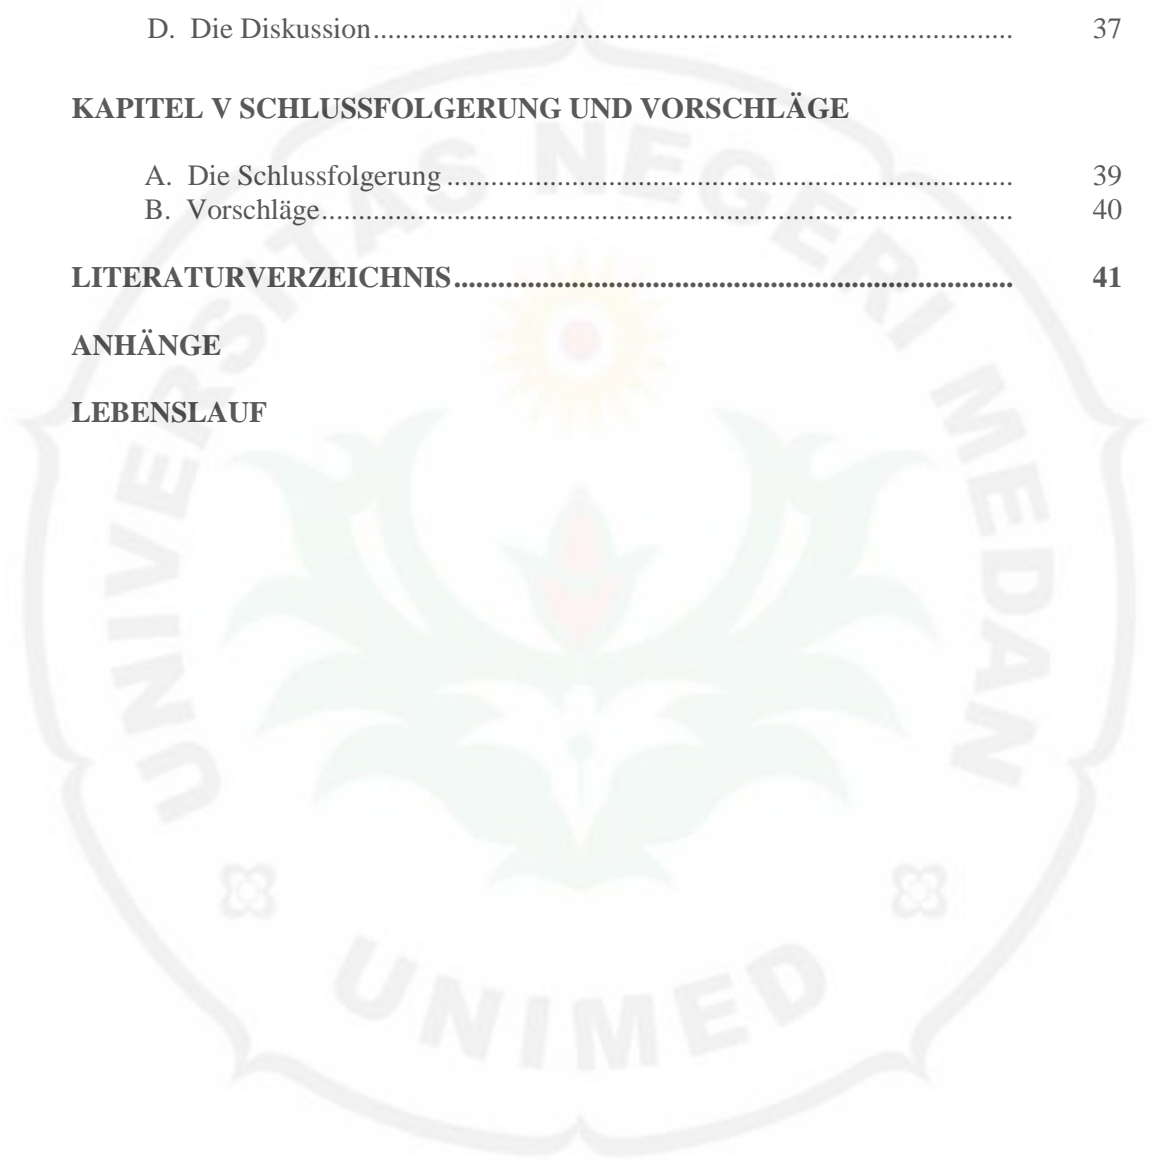 D. Die Diskussion....................................................................................... 37
KAPITEL V SCHLUSSFOLGERUNG UND VORSCHLÄGE
A. Die Schlussfolgerung ............................................................................. 39
B. Vorschläge.............................................................................................. 40
LITERATURVERZEICHNIS............................................................................ 41
ANHÄNGE
LEBENSLAUF
UNIVERSITAS NEGERI MEDAN
UNIMED